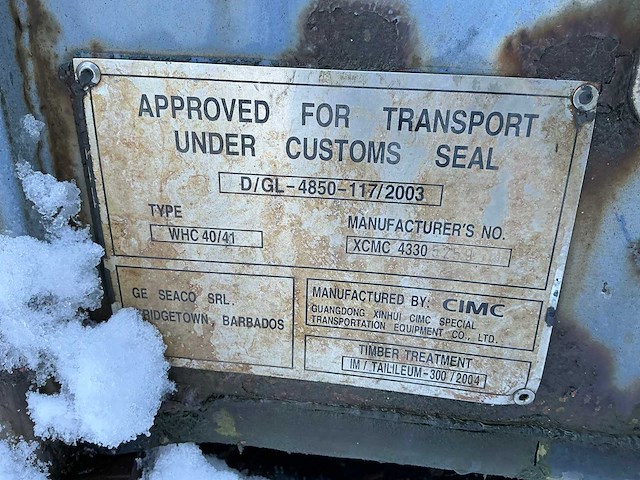 APPROVED FOR TRANSPORT
UNDER CUSTOMS SEAL
D/GL-4850-117/2003
TYPE
WHC 40/41
MANUFACTURER'S NO.
XCMC 4330
GE SEACO SRL.
BRIDGETOWN, BARBADOS
MANUFACTURED BY: CIMC
GUANGDONG XINHUI CIMC SPECIAL
TRANSPORTATION EQUIPMENT CO., LTD.
TIMBER TREATMENT
IM / TAILILEUM-300 / 2004